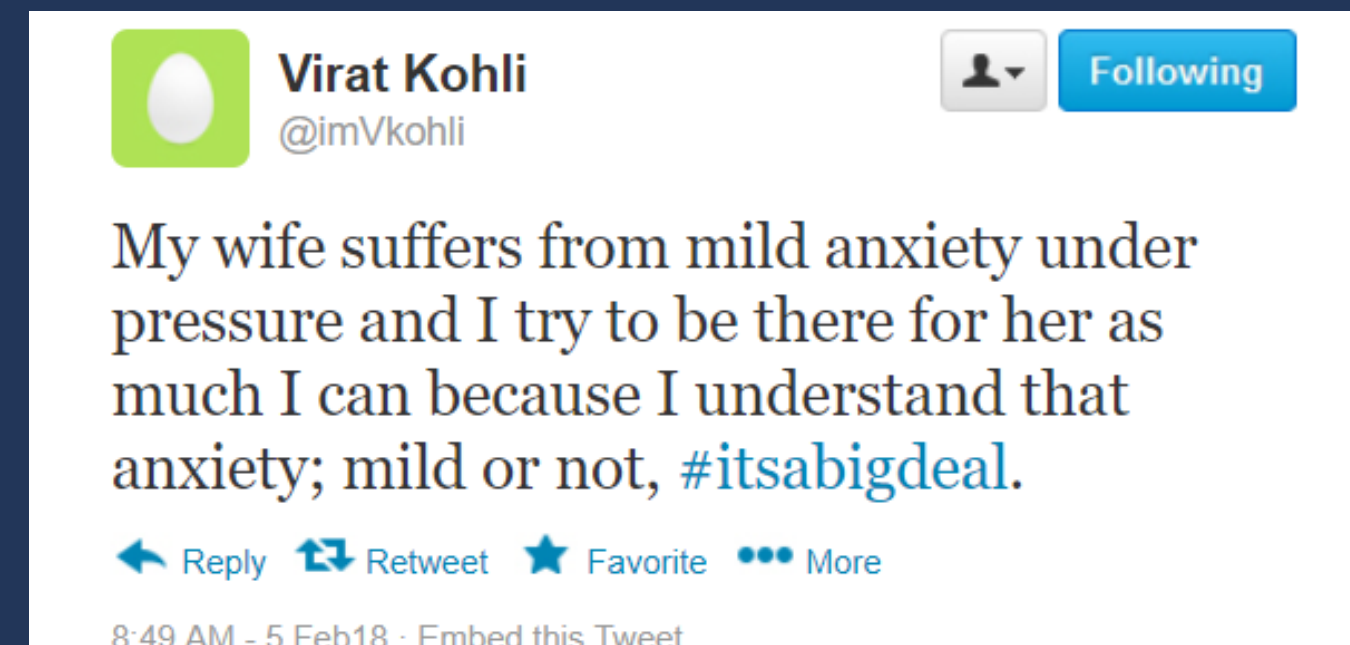 Virat Kohli
@imVkohli
Following
My wife suffers from mild anxiety under
pressure and I try to be there for her as
much I can because I understand that
anxiety; mild or not, #itsabigdeal.
Reply Retweet Favorite More
8:49 AM - 5 Feb18 · Embed this Tweet